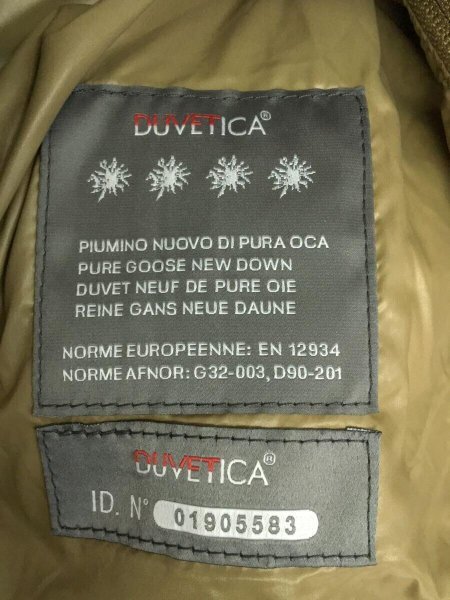 DUVETICA®
PIUMINO NUOVO DI PURA OCA
PURE GOOSE NEW DOWN
DUVET NEUF DE PURE OIE
REINE GANS NEUE DAUNE
NORME EUROPEENNE: EN 12934
NORME AFNOR: G32-003, D90-201
DUVETICA®
ID. N° 01905583